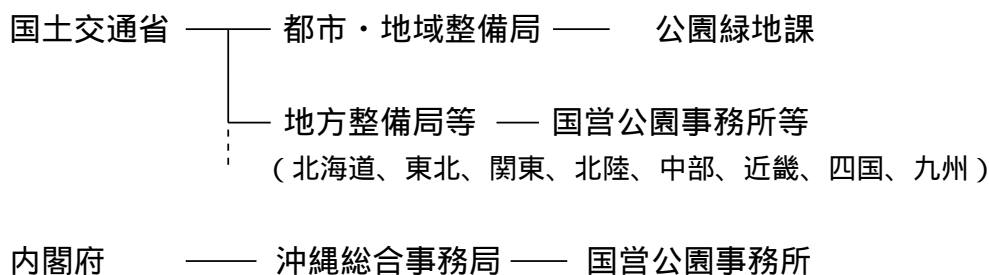 国土交通省 都市・地域整備局 公園緑地課
地方整備局等 国営公園事務所等
(北海道、東北、関東、北陸、中部、近畿、四国、九州)
内閣府 沖縄総合事務局 国営公園事務所